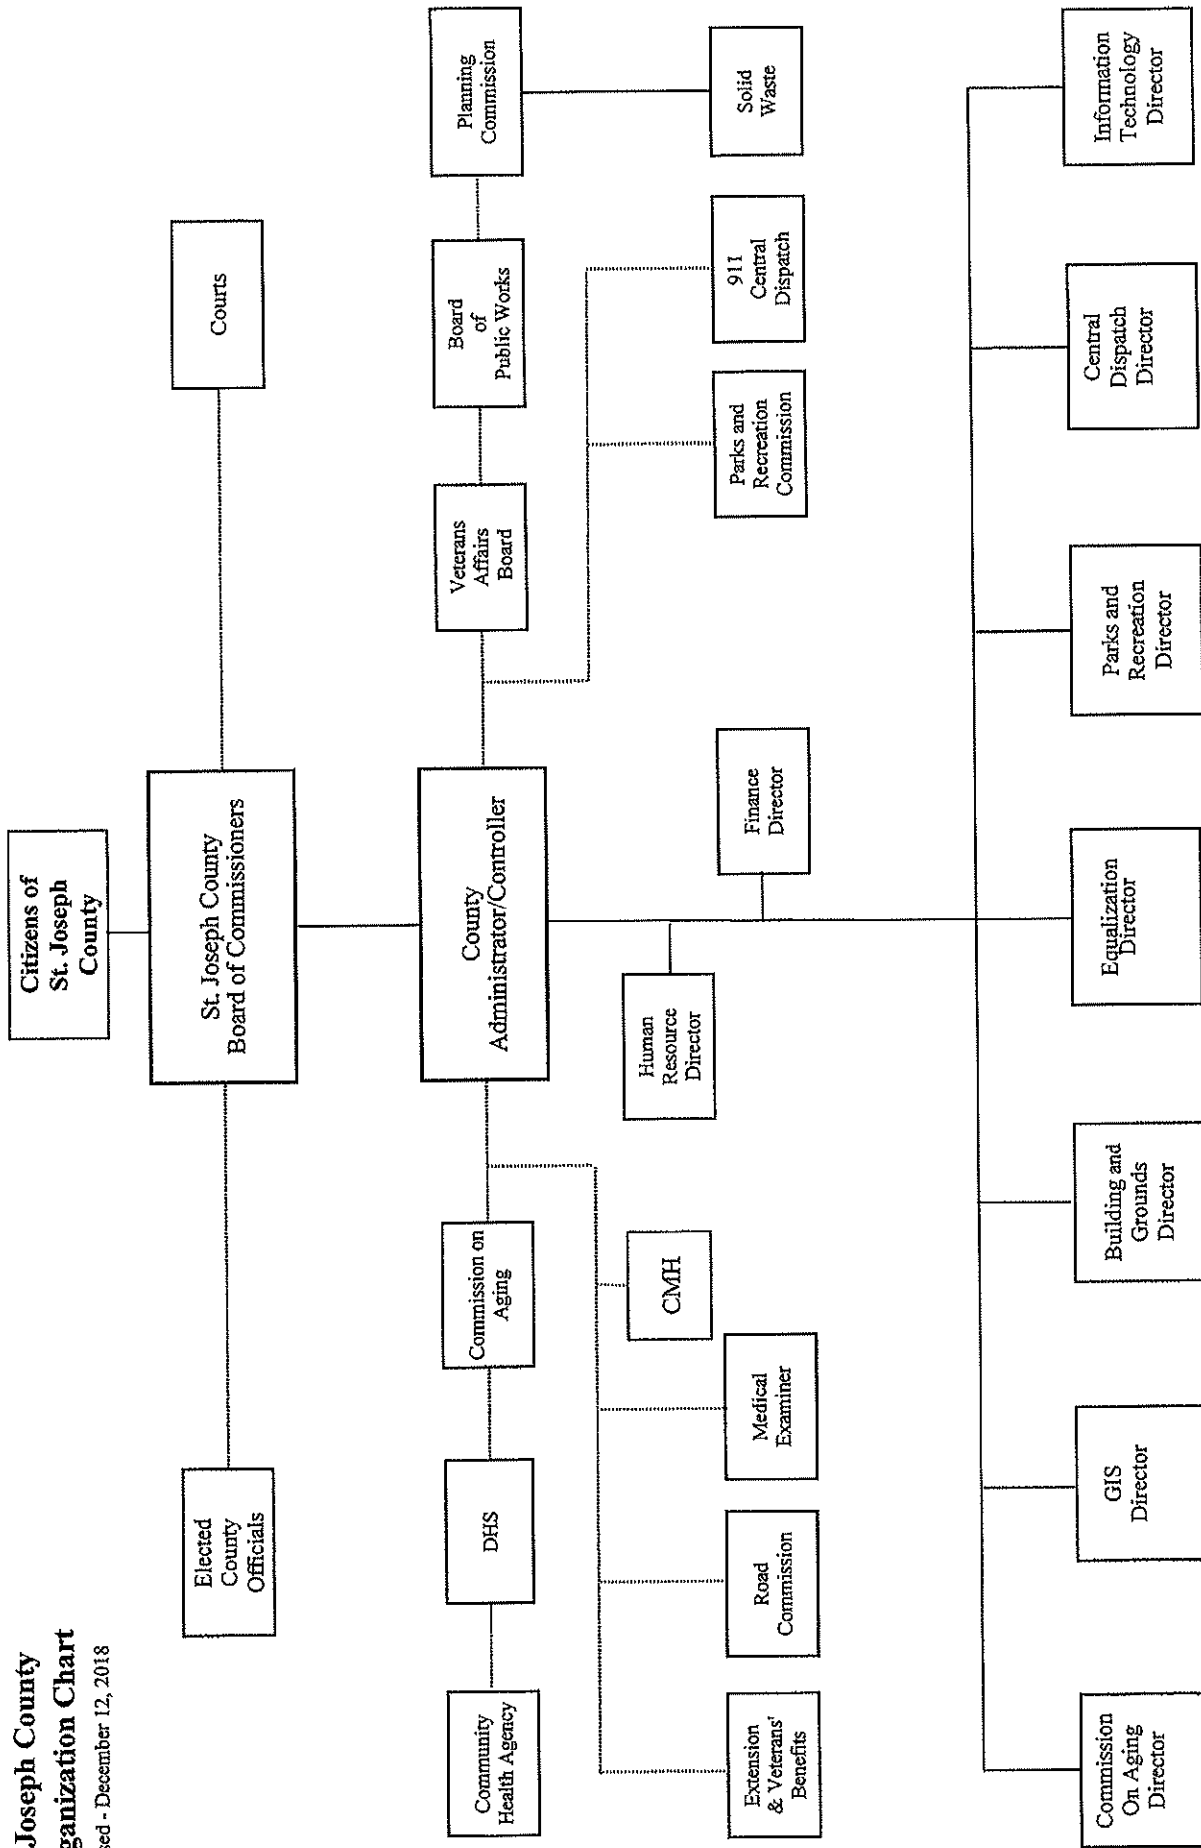 Joseph County
ganization Chart
sed - December 12, 2018
Citizens of
St. Joseph
County
Elected
County
Officials
St. Joseph County
Board of Commissioners
Courts
Community
Health Agency
DHS
Commission on
Aging
County
Administrator/Controller
Veterans
Affairs
Board
Board
of
Public Works
Planning
Commission
CMH
Human
Resource
Director
Extension
& Veterans'
Benefits
Road
Commission
Medical
Examiner
Finance
Director
Parks and
Recreation
Commission
911
Central
Dispatch
Solid
Waste
Commission
On Aging
Director
GIS
Director
Building and
Grounds
Director
Equalization
Director
Parks and
Recreation
Director
Central
Dispatch
Director
Information
Technology
Director